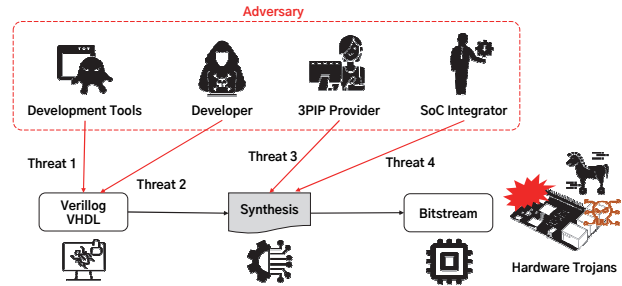 Adversary
Development Tools
Developer
3PIP Provider
SoC Integrator
Threat 1
Threat 2
Threat 3
Threat 4
Verillog
VHDL
Synthesis
Bitstream
Hardware Trojans